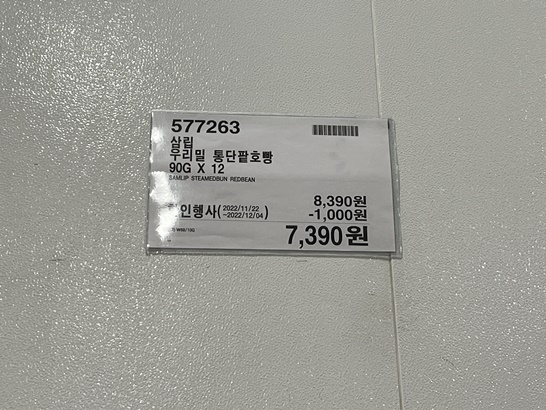 577263
삼립
우리밀 통단팥호빵
90G X 12
SAMLIP STEAMEDBUN REDBEAN
8,390원
할인행사(2022/11/22 ~2022/12/04) -1,000원
7,390원